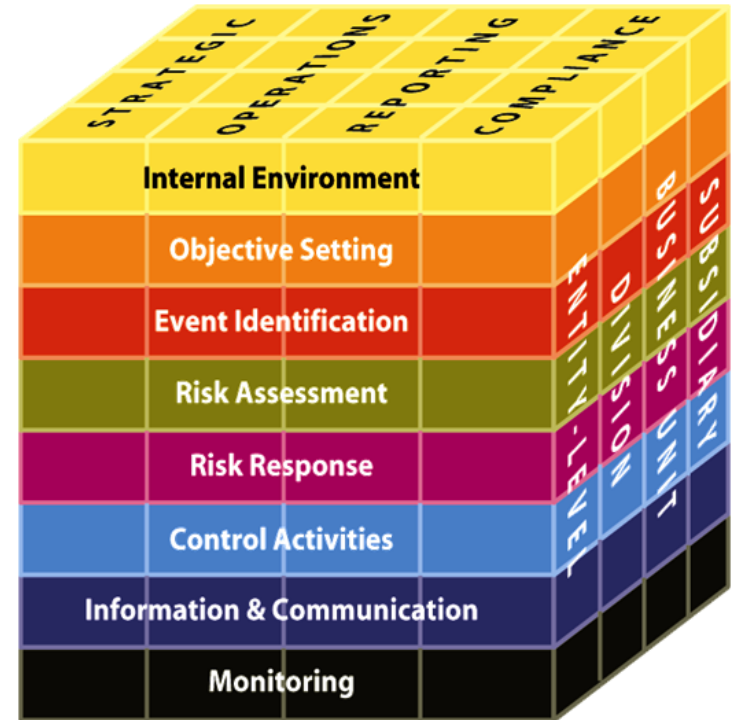 STRATEGIC
OPERATIONS
REPORTING
COMPLIANCE
Internal Environment
Objective Setting
Event Identification
Risk Assessment
Risk Response
Control Activities
Information & Communication
Monitoring
ENTITY-LEVEL
DIVISION
BUSINESS UNIT
SUBSIDIARY